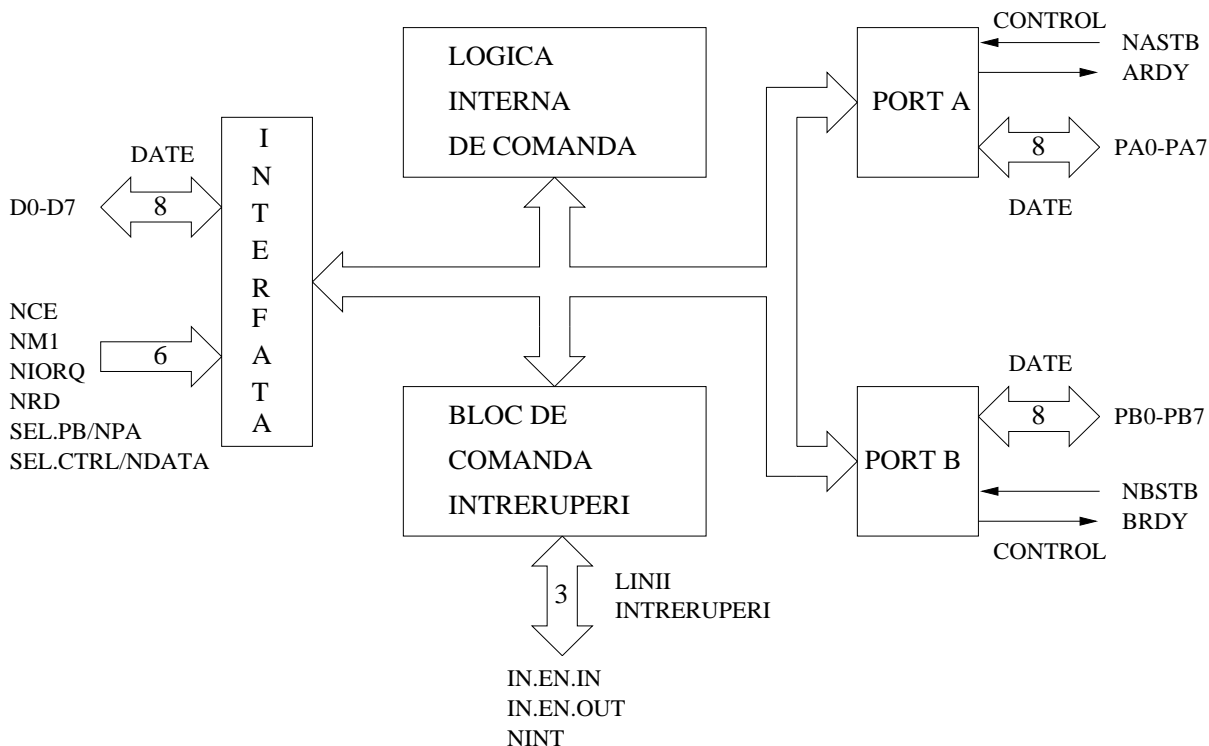 LOGICA
INTERNA
DE COMANDA
CONTROL
NASTB
ARDY
PORT A
8
PA0-PA7
DATE
INTERFATA
DATE
D0-D7
8
NCE
NM1
NIORQ
NRD
SEL.PB/NPA
SEL.CTRL/NDATA
6
BLOC DE
COMANDA
INTRERUPERI
DATE
8
PB0-PB7
PORT B
NBSTB
BRDY
CONTROL
3
LINII
INTRERUPERI
IN.EN.IN
IN.EN.OUT
NINT